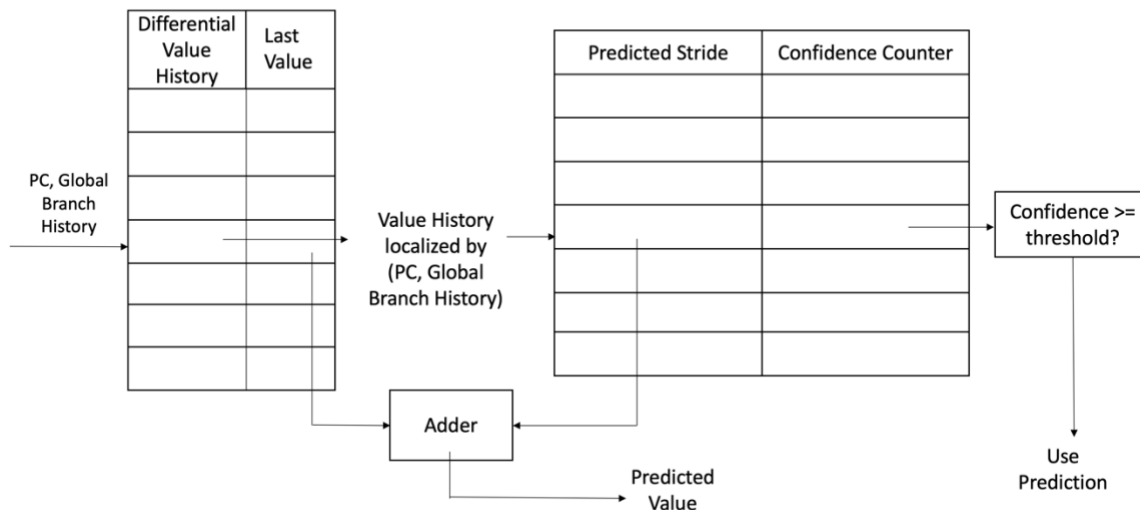 Differential
Value
History
Last
Value
Predicted Stride
Confidence Counter
PC, Global
Branch
History
Value History
localized by
(PC, Global
Branch History)
Confidence >=
threshold?
Adder
Predicted
Value
Use
Prediction